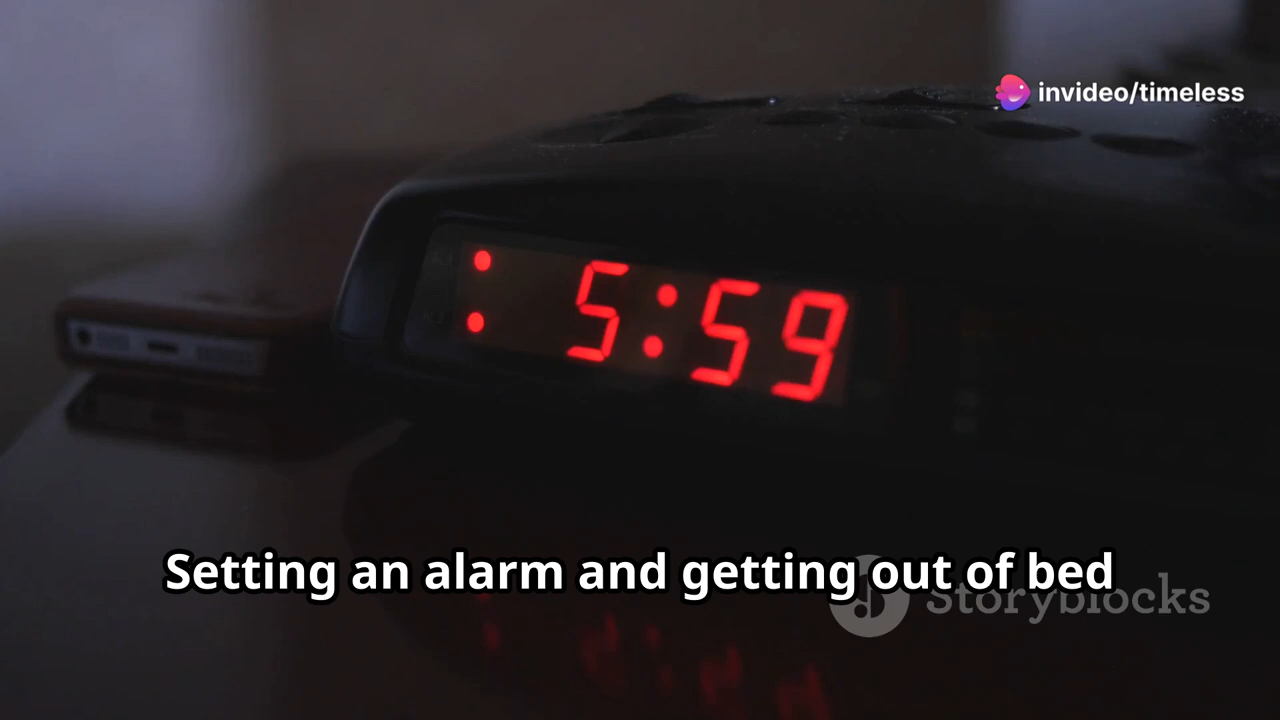 invideo/timeless
5:59
Setting an alarm and getting out of bed
Storyblocks